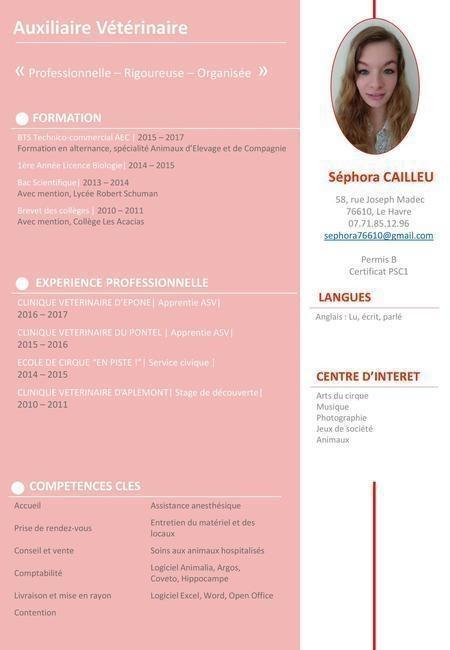 Auxiliaire Vétérinaire
« Professionnelle – Rigoureuse – Organisée »
FORMATION
BTS Technico-commercial AEC | 2015 – 2017
Formation en alternance, spécialité Animaux d'Elevage et de Compagnie
1ère Année Licence Biologie| 2014 – 2015
Bac Scientifique| 2013 – 2014
Avec mention, Lycée Robert Schuman
Brevet des collèges | 2010 – 2011
Avec mention, Collège Les Acacias
EXPERIENCE PROFESSIONNELLE
CLINIQUE VETERINAIRE D'EPONE| Apprentie ASV|
2016 – 2017
CLINIQUE VETERINAIRE DU PONTEL | Apprentie ASV|
2015 – 2016
ECOLE DE CIRQUE "EN PISTE !"| Service civique |
2014 – 2015
CLINIQUE VETERINAIRE D'APLEMONT| Stage de découverte|
2010 – 2011
COMPETENCES CLES
Accueil
Assistance anesthésique
Prise de rendez-vous
Entretien du matériel et des
locaux
Conseil et vente
Soins aux animaux hospitalisés
Comptabilité
Logiciel Animalia, Argos,
Coveto, Hippocampe
Livraison et mise en rayon
Logiciel Excel, Word, Open Office
Contention
Séphora CAILLEU
58, rue Joseph Madec
76610, Le Havre
07.71.85.12.96
sephora76610@gmail.com
Permis B
Certificat PSC1
LANGUES
Anglais : Lu, écrit, parlé
CENTRE D'INTERET
Arts du cirque
Musique
Photographie
Jeux de société
Animaux